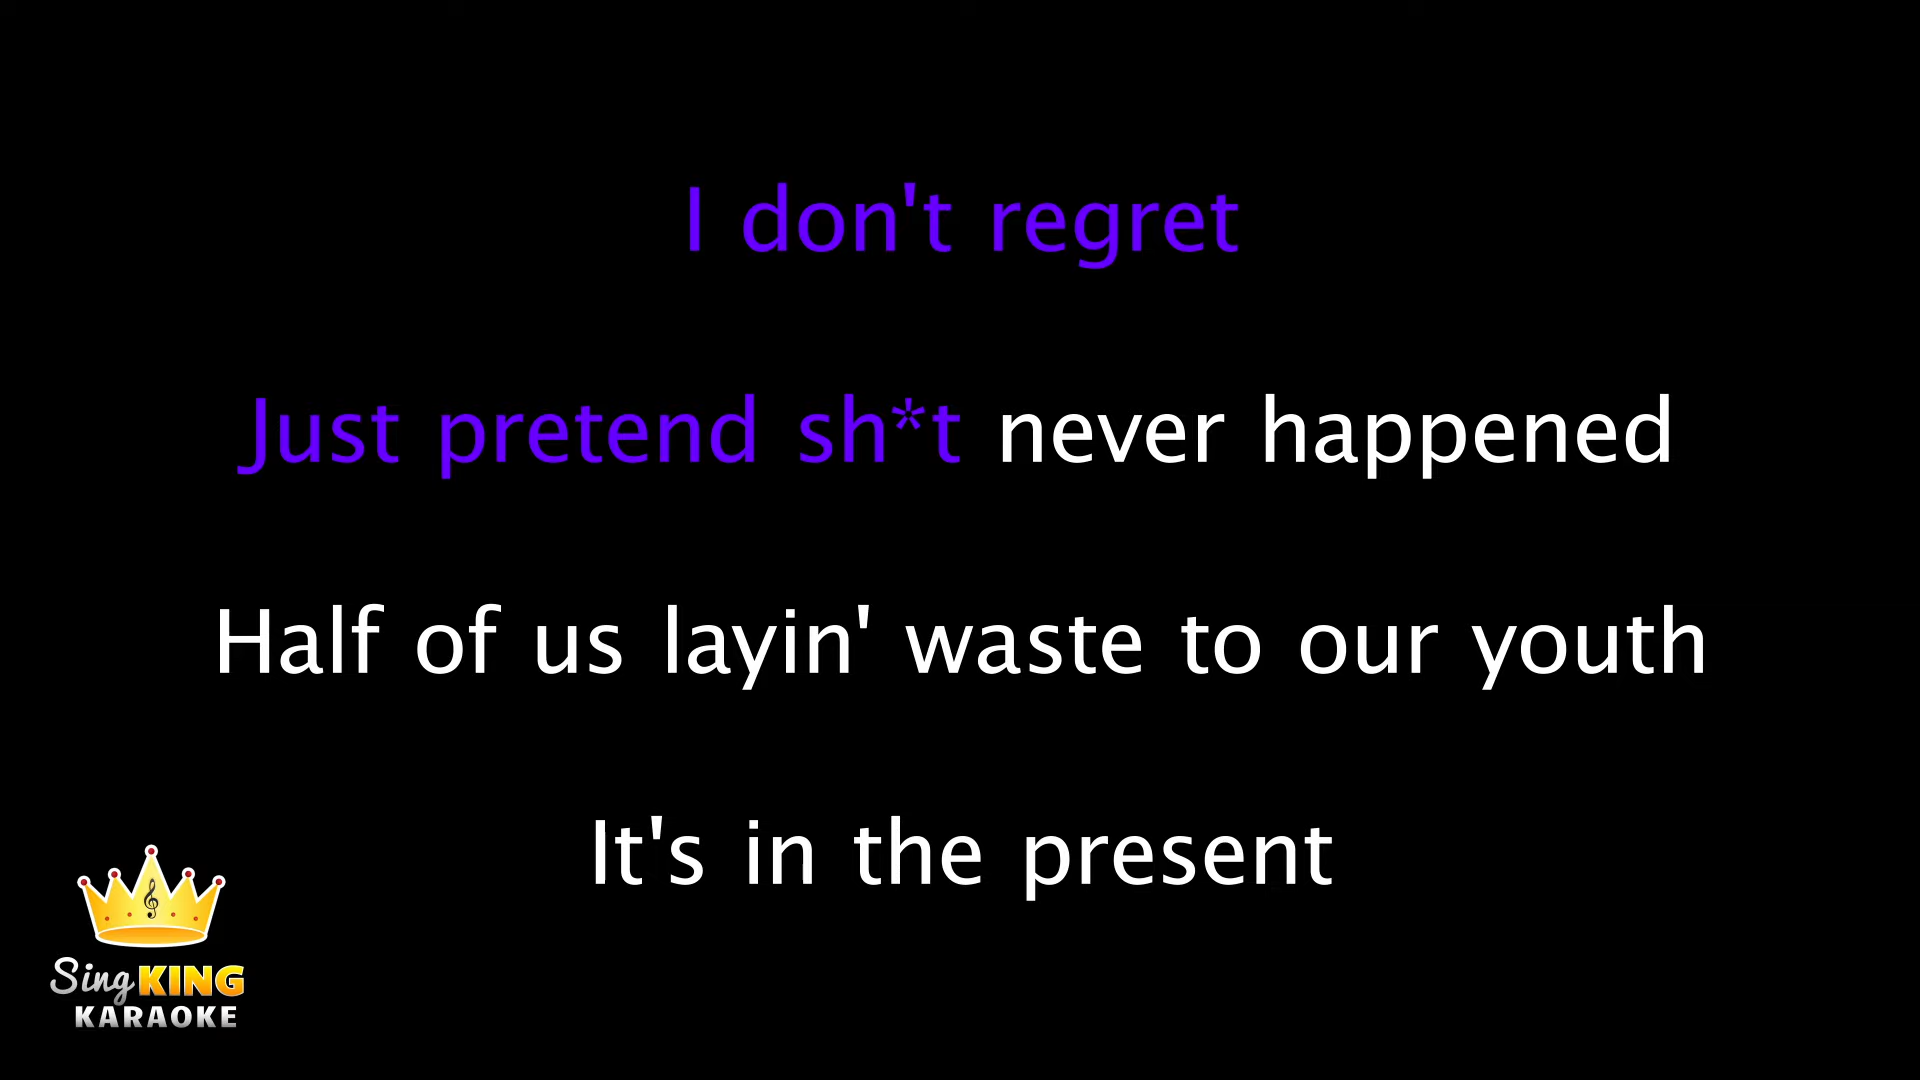 I don't regret
Just pretend sh*t never happened
Half of us layin' waste to our youth
It's in the present
Sing KING
KARAOKE